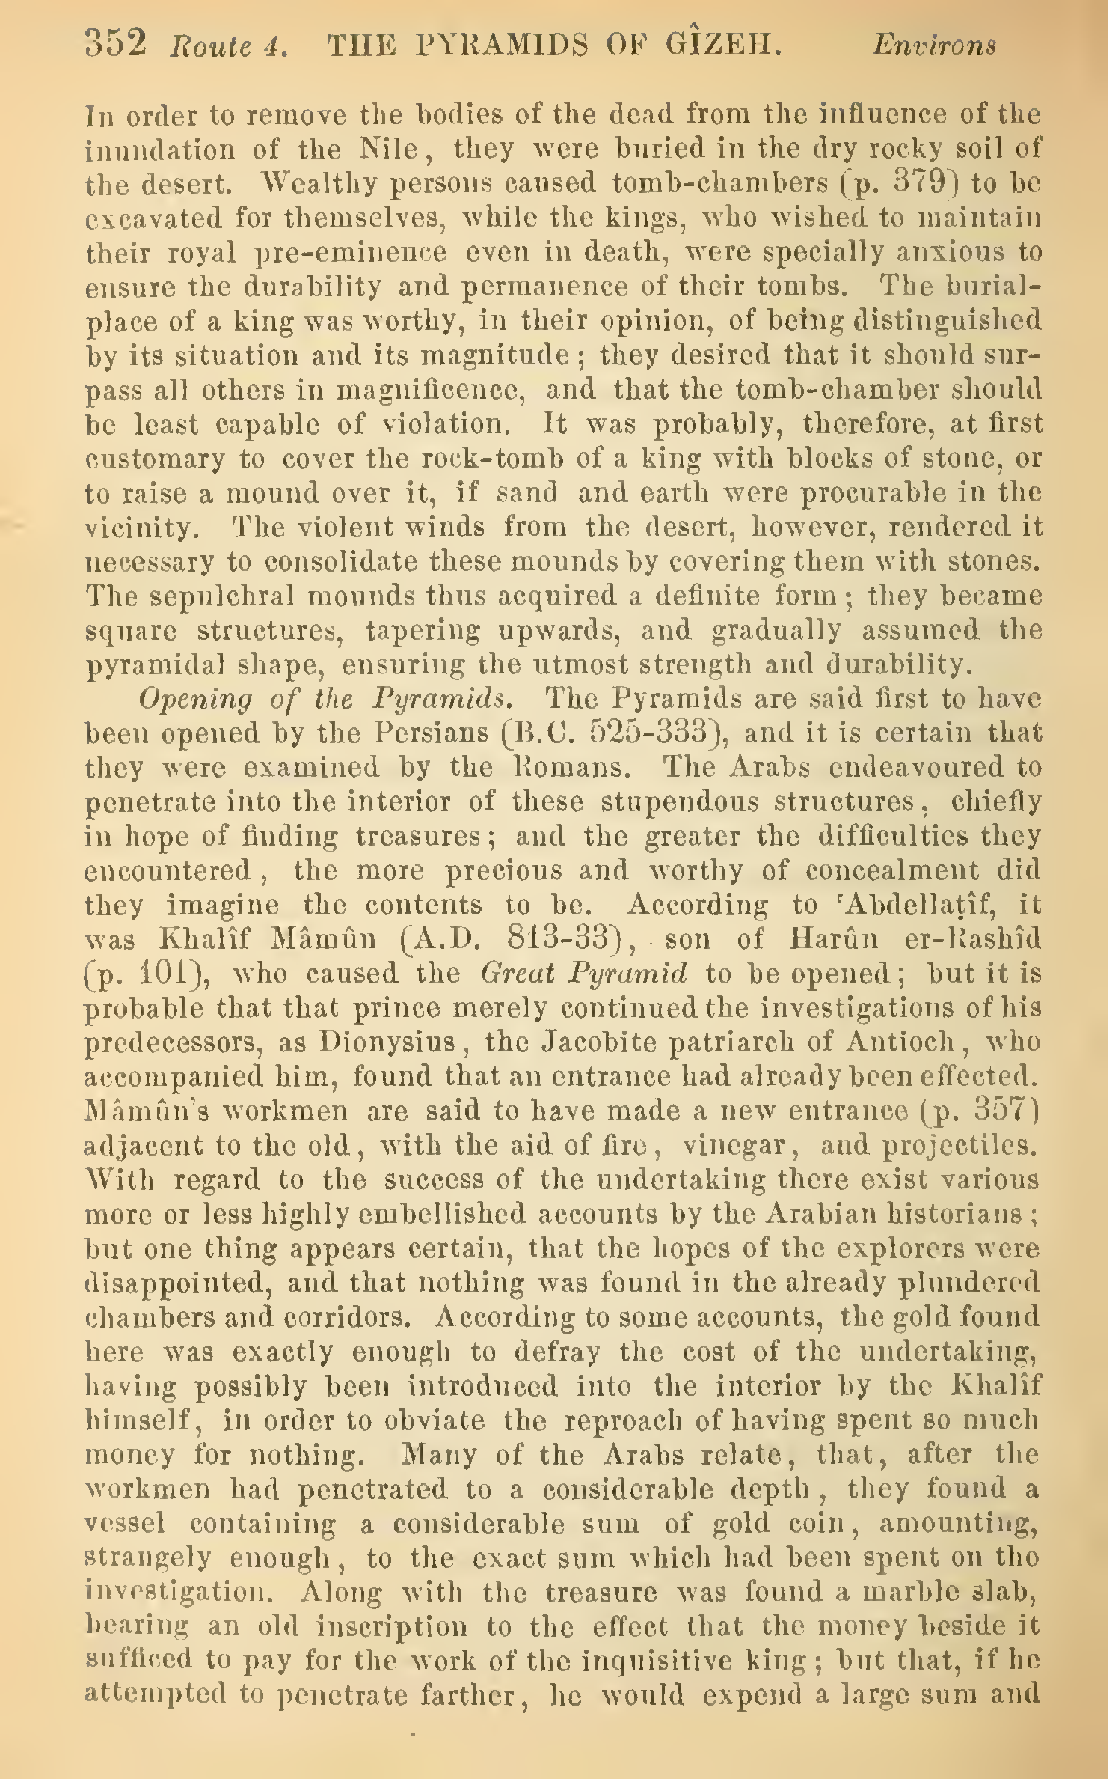 352 Route 4. THE PYRAMIDS OF GÎZEH. Environs
In order to remove the bodies of the dead from the influence of the
inundation of the Nile, they were buried in the dry rocky soil of
the desert. Wealthy persons caused tomb-chambers (p. 379) to be
excavated for themselves, while the kings, who wished to maintain
their royal pre-eminence even in death, were specially anxious to
ensure the durability and permanence of their tombs. The burial-
place of a king was worthy, in their opinion, of being distinguished
by its situation and its magnitude; they desired that it should sur-
pass all others in magnificence, and that the tomb-chamber should
be least capable of violation. It was probably, therefore, at first
customary to cover the rock-tomb of a king with blocks of stone, or
to raise a mound over it, if sand and earth were procurable in the
vicinity. The violent winds from the desert, however, rendered it
necessary to consolidate these mounds by covering them with stones.
The sepulchral mounds thus acquired a definite form; they became
square structures, tapering upwards, and gradually assumed the
pyramidal shape, ensuring the utmost strength and durability.
Opening of the Pyramids. The Pyramids are said first to have
been opened by the Persians (B.C. 525-333), and it is certain that
they were examined by the Romans. The Arabs endeavoured to
penetrate into the interior of these stupendous structures, chiefly
in hope of finding treasures; and the greater the difficulties they
encountered, the more precious and worthy of concealment did
they imagine the contents to be. According to ʿAbdellaṭîf, it
was Khalîf Mâmûn (A.D. 813-33), son of Harûn er-Rashîd
(p. 101), who caused the Great Pyramid to be opened; but it is
probable that that prince merely continued the investigations of his
predecessors, as Dionysius, the Jacobite patriarch of Antioch, who
accompanied him, found that an entrance had already been effected.
Mâmûn's workmen are said to have made a new entrance (p. 357)
adjacent to the old, with the aid of fire, vinegar, and projectiles.
With regard to the success of the undertaking there exist various
more or less highly embellished accounts by the Arabian historians;
but one thing appears certain, that the hopes of the explorers were
disappointed, and that nothing was found in the already plundered
chambers and corridors. According to some accounts, the gold found
here was exactly enough to defray the cost of the undertaking,
having possibly been introduced into the interior by the Khalîf
himself, in order to obviate the reproach of having spent so much
money for nothing. Many of the Arabs relate, that, after the
workmen had penetrated to a considerable depth, they found a
vessel containing a considerable sum of gold coin, amounting,
strangely enough, to the exact sum which had been spent on the
investigation. Along with the treasure was found a marble slab,
bearing an old inscription to the effect that the money beside it
sufficed to pay for the work of the inquisitive king; but that, if he
attempted to penetrate farther, he would expend a large sum and